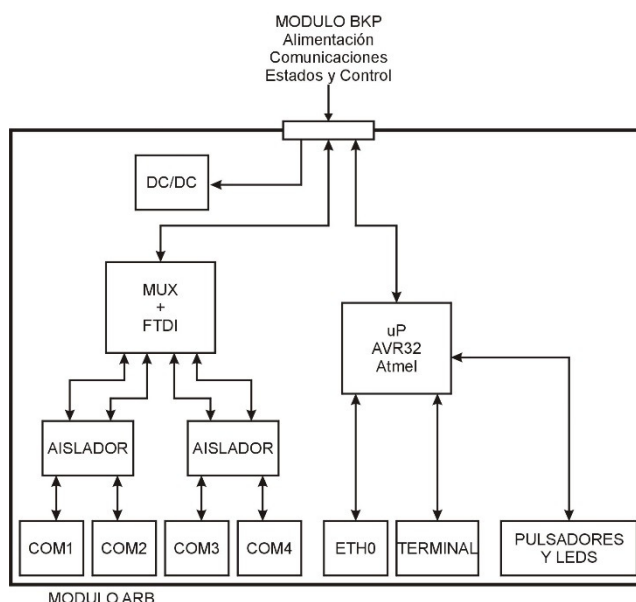 MODULO BKP
Alimentación
Comunicaciones
Estados y Control
DC/DC
MUX
+
FTDI
uP
AVR32
Atmel
AISLADOR
AISLADOR
COM1
COM2
COM3
COM4
ETH0
TERMINAL
PULSADORES
Y LEDS
MODULO ARB